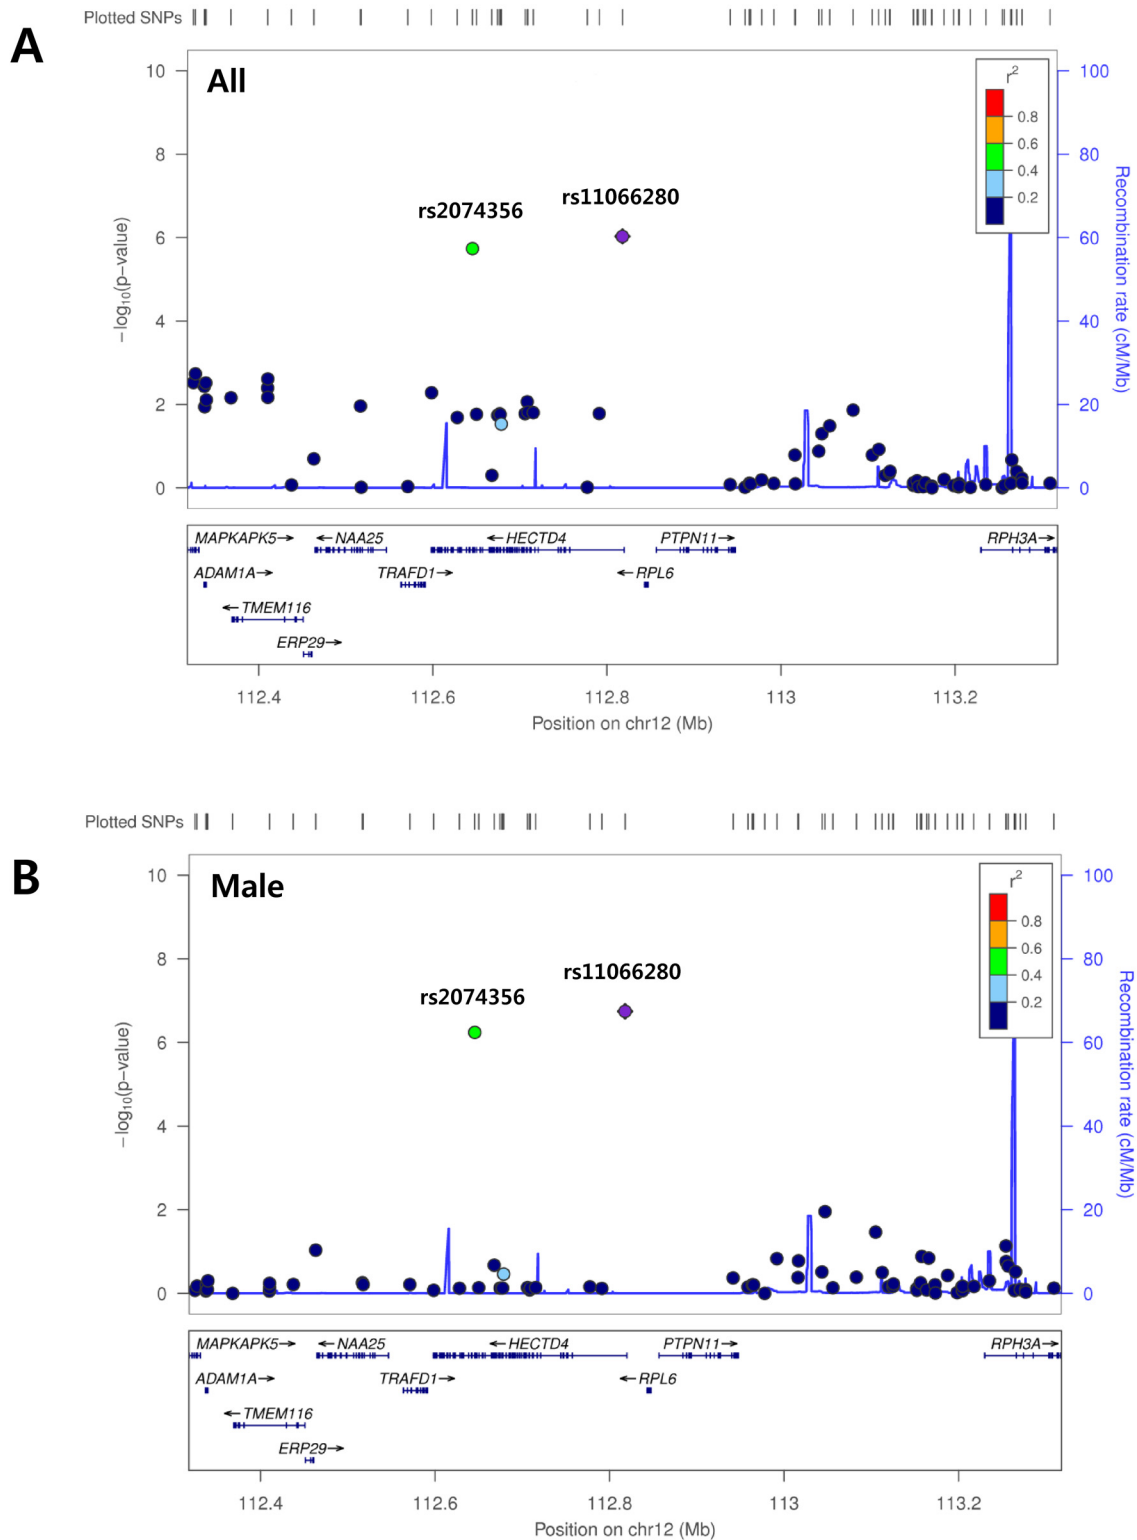 Plotted SNPs
A
All
r2
0.8
0.6
0.4
0.2
10
8
6
4
2
0
−log10(p−value)
100
80
60
40
20
0
Recombination rate (cM/Mb)
rs2074356
rs11066280
MAPKAPK5→
←NAA25
←HECTD4
PTPN11→
RPH3A→
ADAM1A→
TRAFD1→
←RPL6
←TMEM116
ERP29→
112.4 112.6 112.8 113 113.2
Position on chr12 (Mb)
Plotted SNPs
B
Male
r2
0.8
0.6
0.4
0.2
10
8
6
4
2
0
−log10(p−value)
100
80
60
40
20
0
Recombination rate (cM/Mb)
rs11066280
rs2074356
MAPKAPK5→
←NAA25
←HECTD4
PTPN11→
RPH3A→
ADAM1A→
TRAFD1→
←RPL6
←TMEM116
ERP29→
112.4 112.6 112.8 113 113.2
Position on chr12 (Mb)